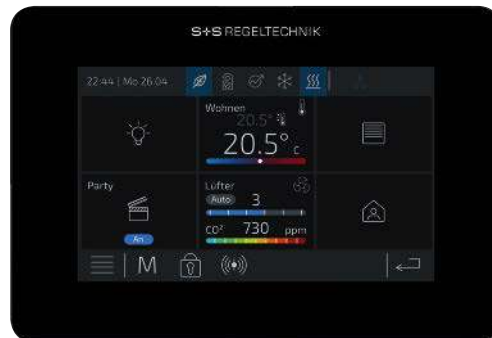 S+S REGELTECHNIK
22:44 | Mo 26.04
Wohnen
20.5°
20.5° C
Party
An
Lüfter
Auto 3
CO² 730 ppm
M